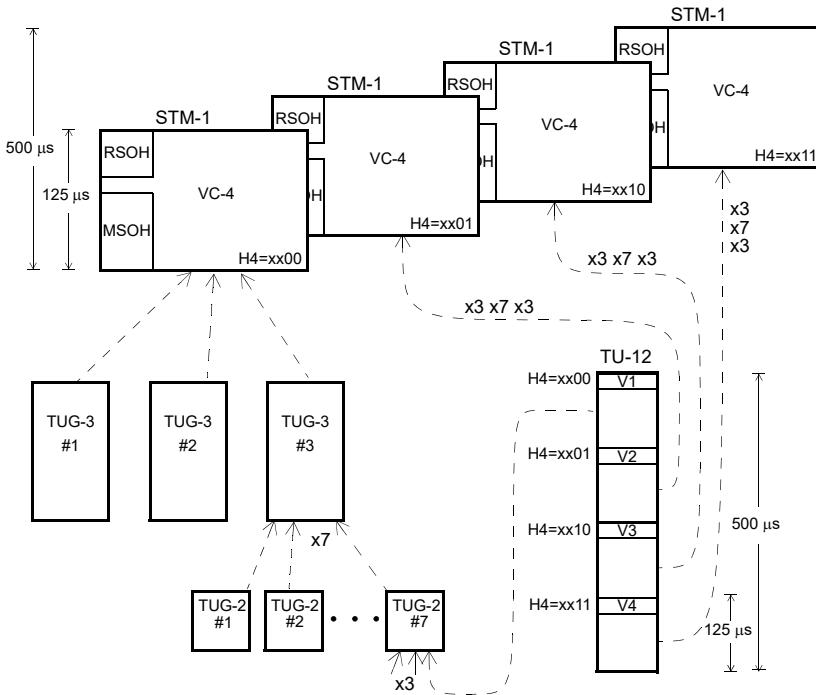 STM-1
RSOH
VC-4
H4=xx11
STM-1
RSOH
OH
VC-4
H4=xx10
STM-1
RSOH
OH
VC-4
H4=xx01
STM-1
RSOH
MSOH
VC-4
H4=xx00
500 μs
125 μs
x3
x7
x3
x3 x7 x3
x3 x7 x3
TU-12
H4=xx00
V1
H4=xx01
V2
H4=xx10
V3
H4=xx11
V4
500 μs
125 μs
TUG-3
#1
TUG-3
#2
TUG-3
#3
x7
TUG-2
#1
TUG-2
#2
• • •
TUG-2
#7
x3